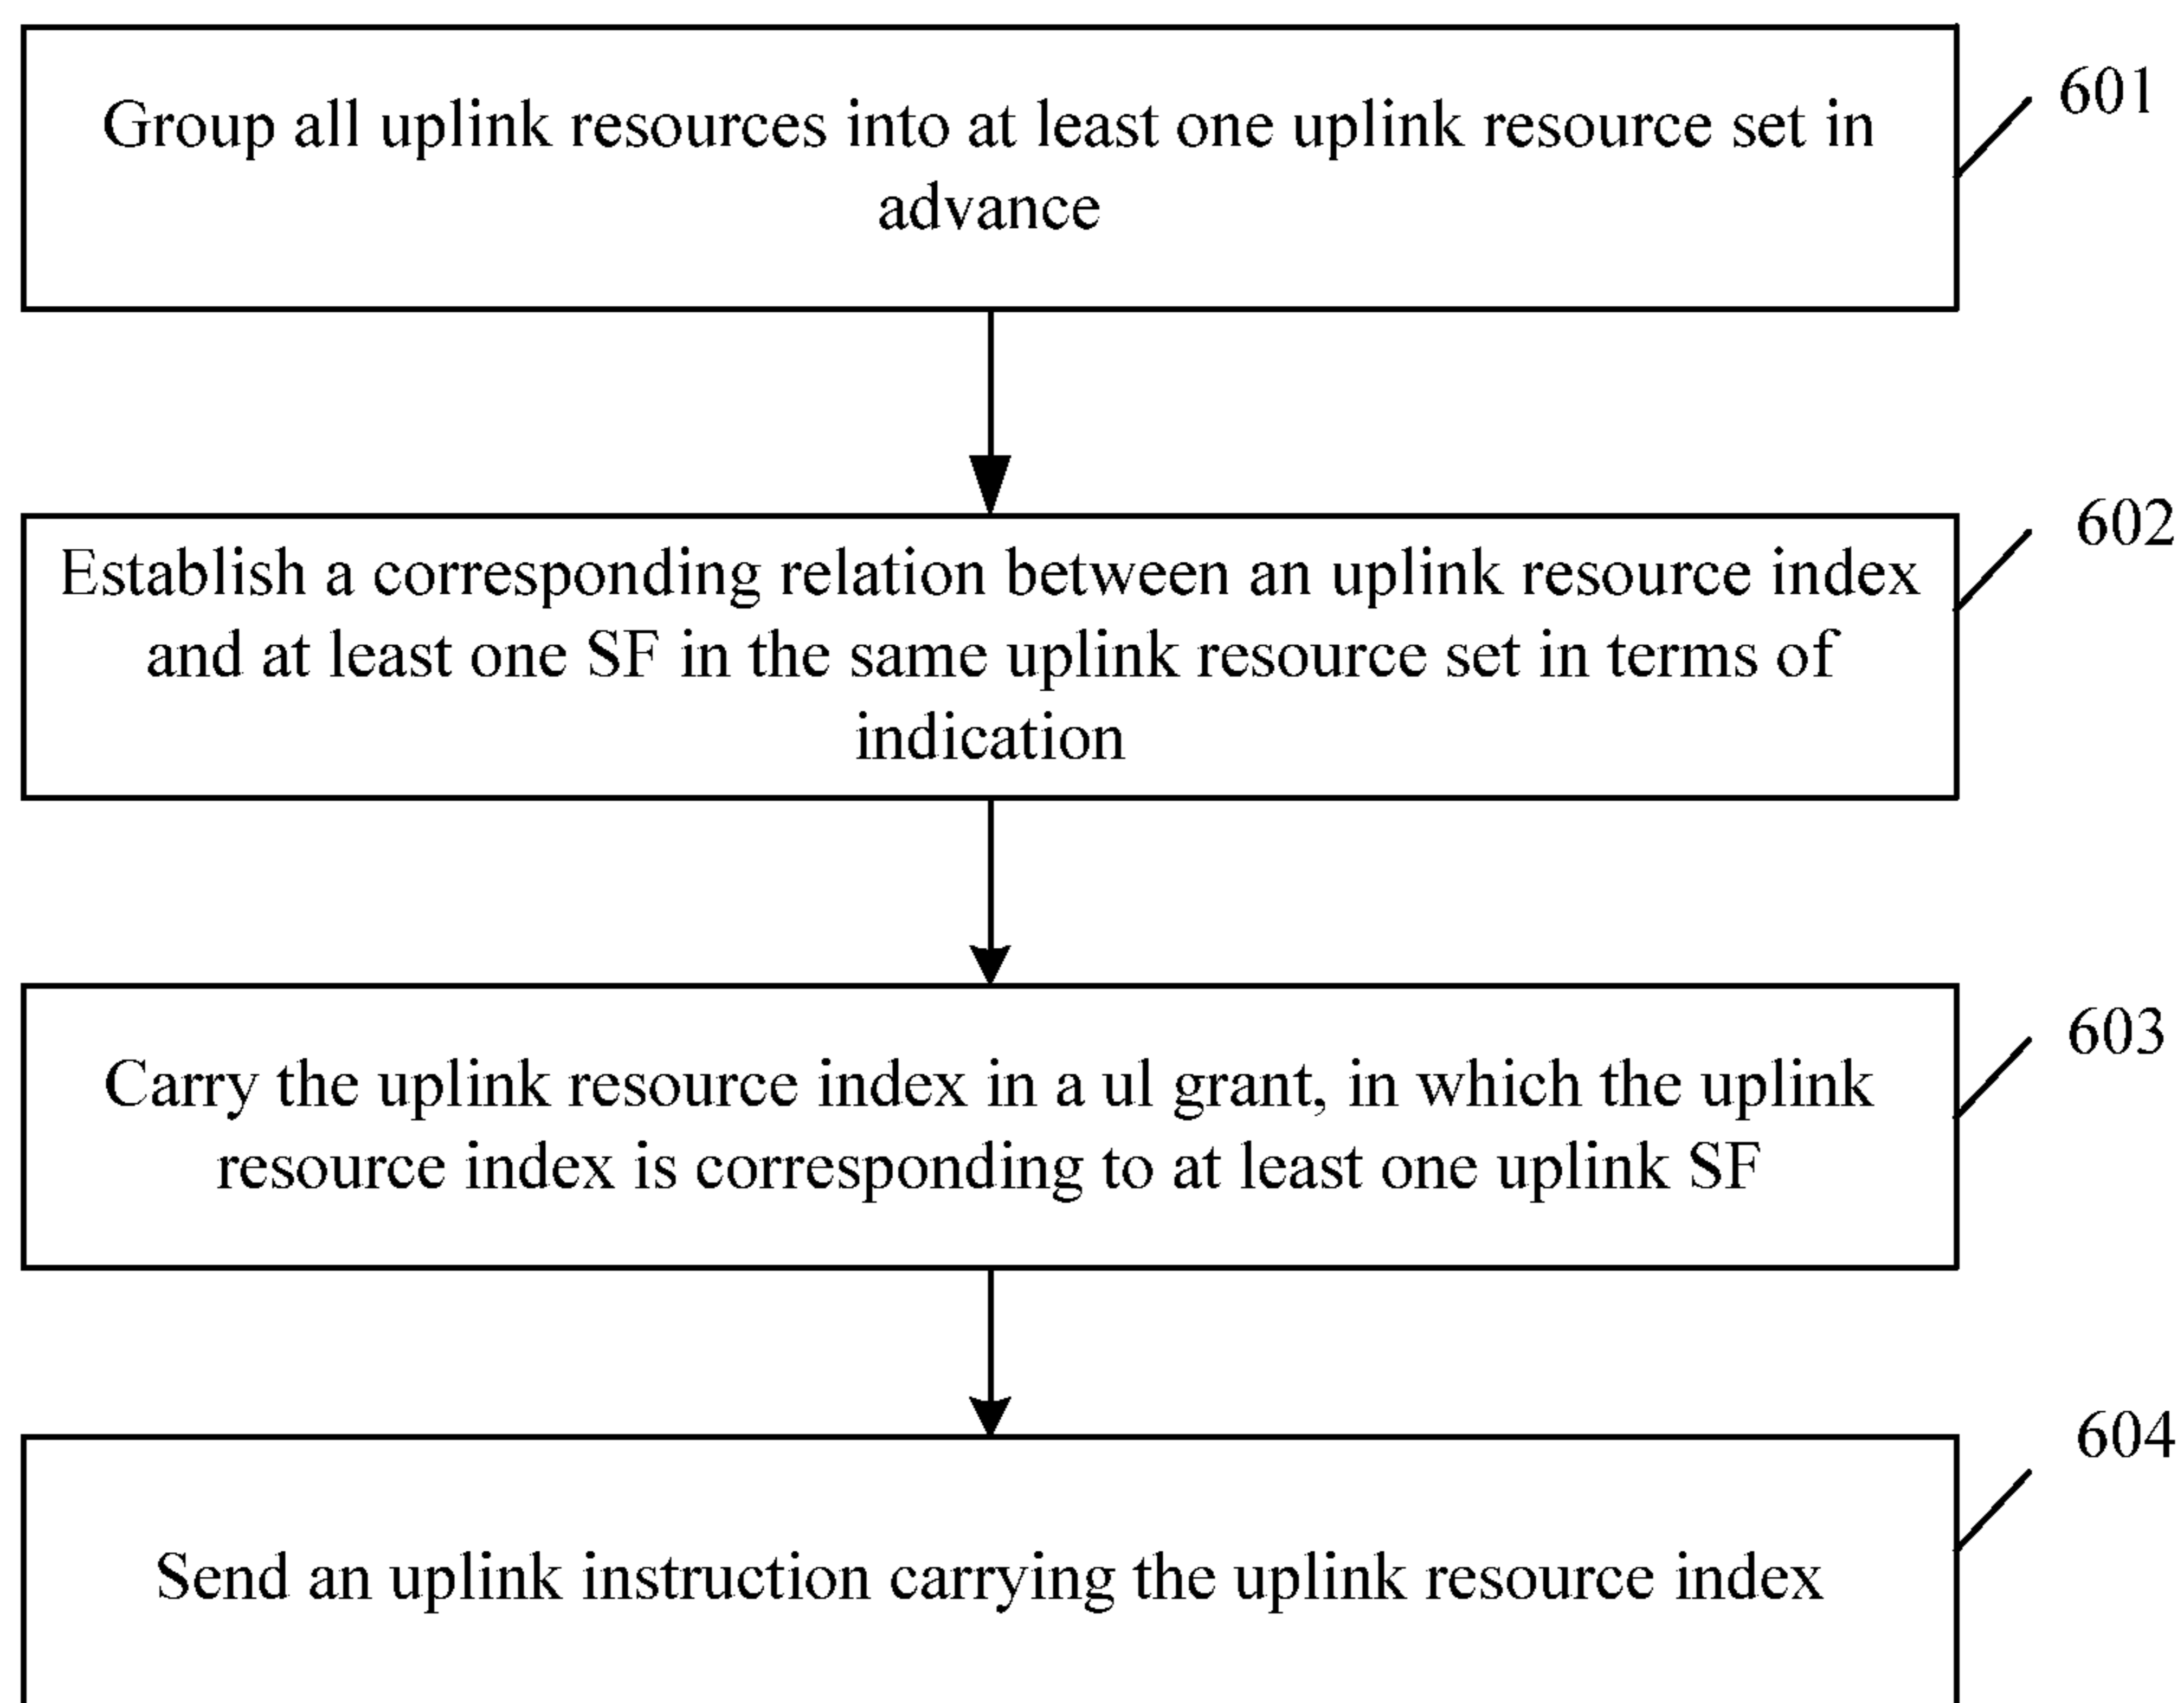 Group all uplink resources into at least one uplink resource set in
advance
601
Establish a corresponding relation between an uplink resource index
and at least one SF in the same uplink resource set in terms of
indication
602
Carry the uplink resource index in a ul grant, in which the uplink
resource index is corresponding to at least one uplink SF
603
Send an uplink instruction carrying the uplink resource index
604